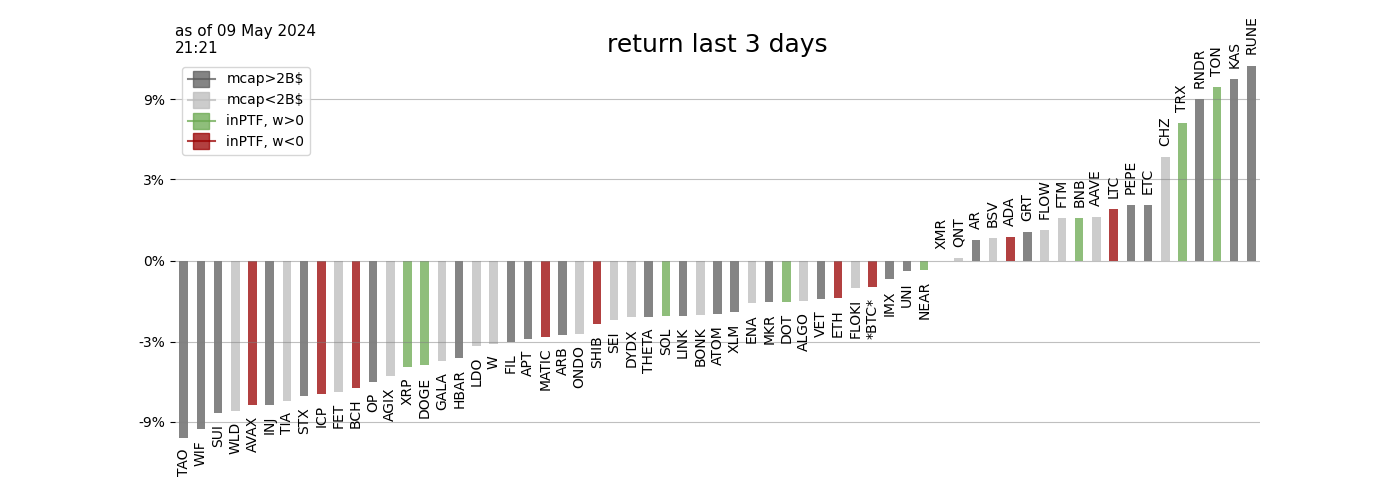 as of 09 May 2024
21:21
return last 3 days
mcap>2B$
mcap<2B$
inPTF, w>0
inPTF, w<0
9%
3%
0%
-3%
-9%
TAO
WIF
SUI
WLD
AVAX
INJ
TIA
STX
ICP
FET
BCH
OP
AGIX
XRP
DOGE
GALA
HBAR
LDO
W
FIL
APT
MATIC
ARB
ONDO
SHIB
SEI
DYDX
THETA
SOL
LINK
BONK
ATOM
XLM
ENA
MKR
DOT
ALGO
VET
ETH
FLOKI
*BTC*
IMX
UNI
NEAR
XMR
QNT
AR
BSV
ADA
GRT
FLOW
FTM
BNB
AAVE
LTC
PEPE
ETC
CHZ
TRX
RNDR
TON
KAS
RUNE